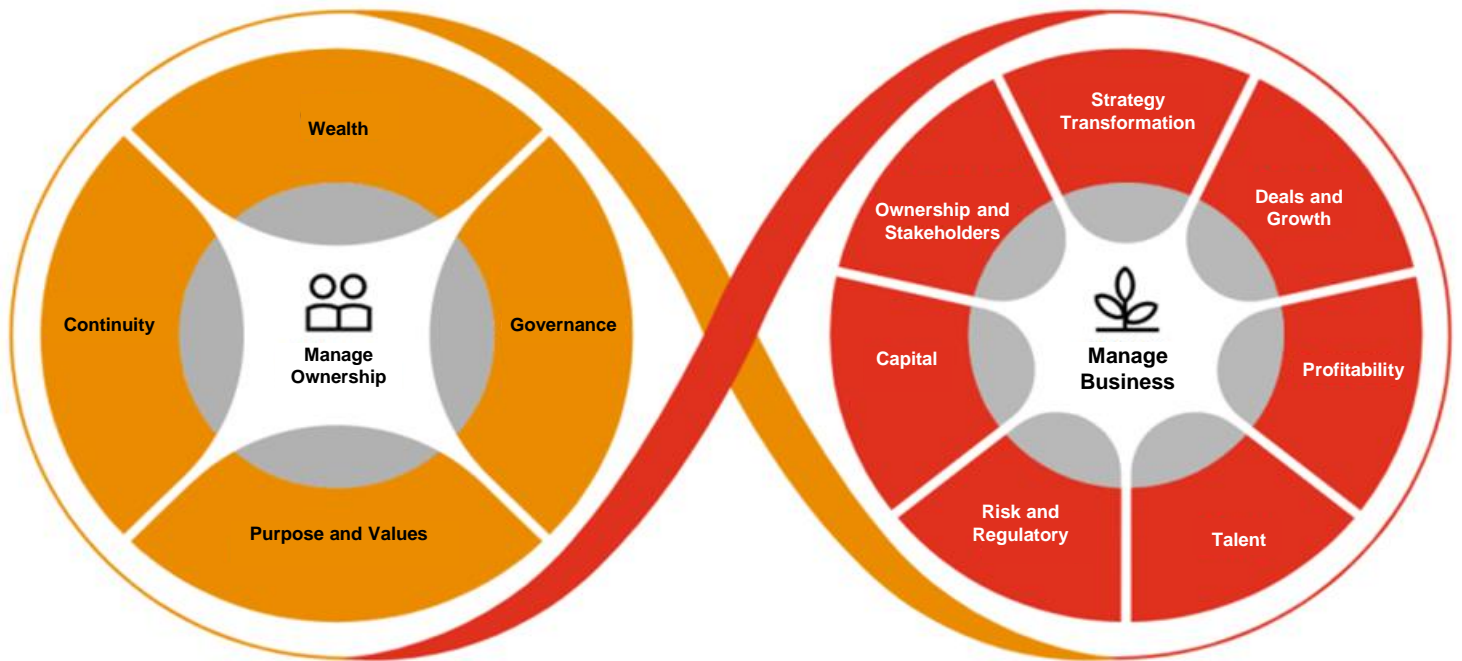 Wealth
Continuity
Governance
Manage
Ownership
Purpose and Values
Strategy
Transformation
Deals and
Growth
Ownership and
Stakeholders
Capital
Manage
Business
Profitability
Risk and
Regulatory
Talent